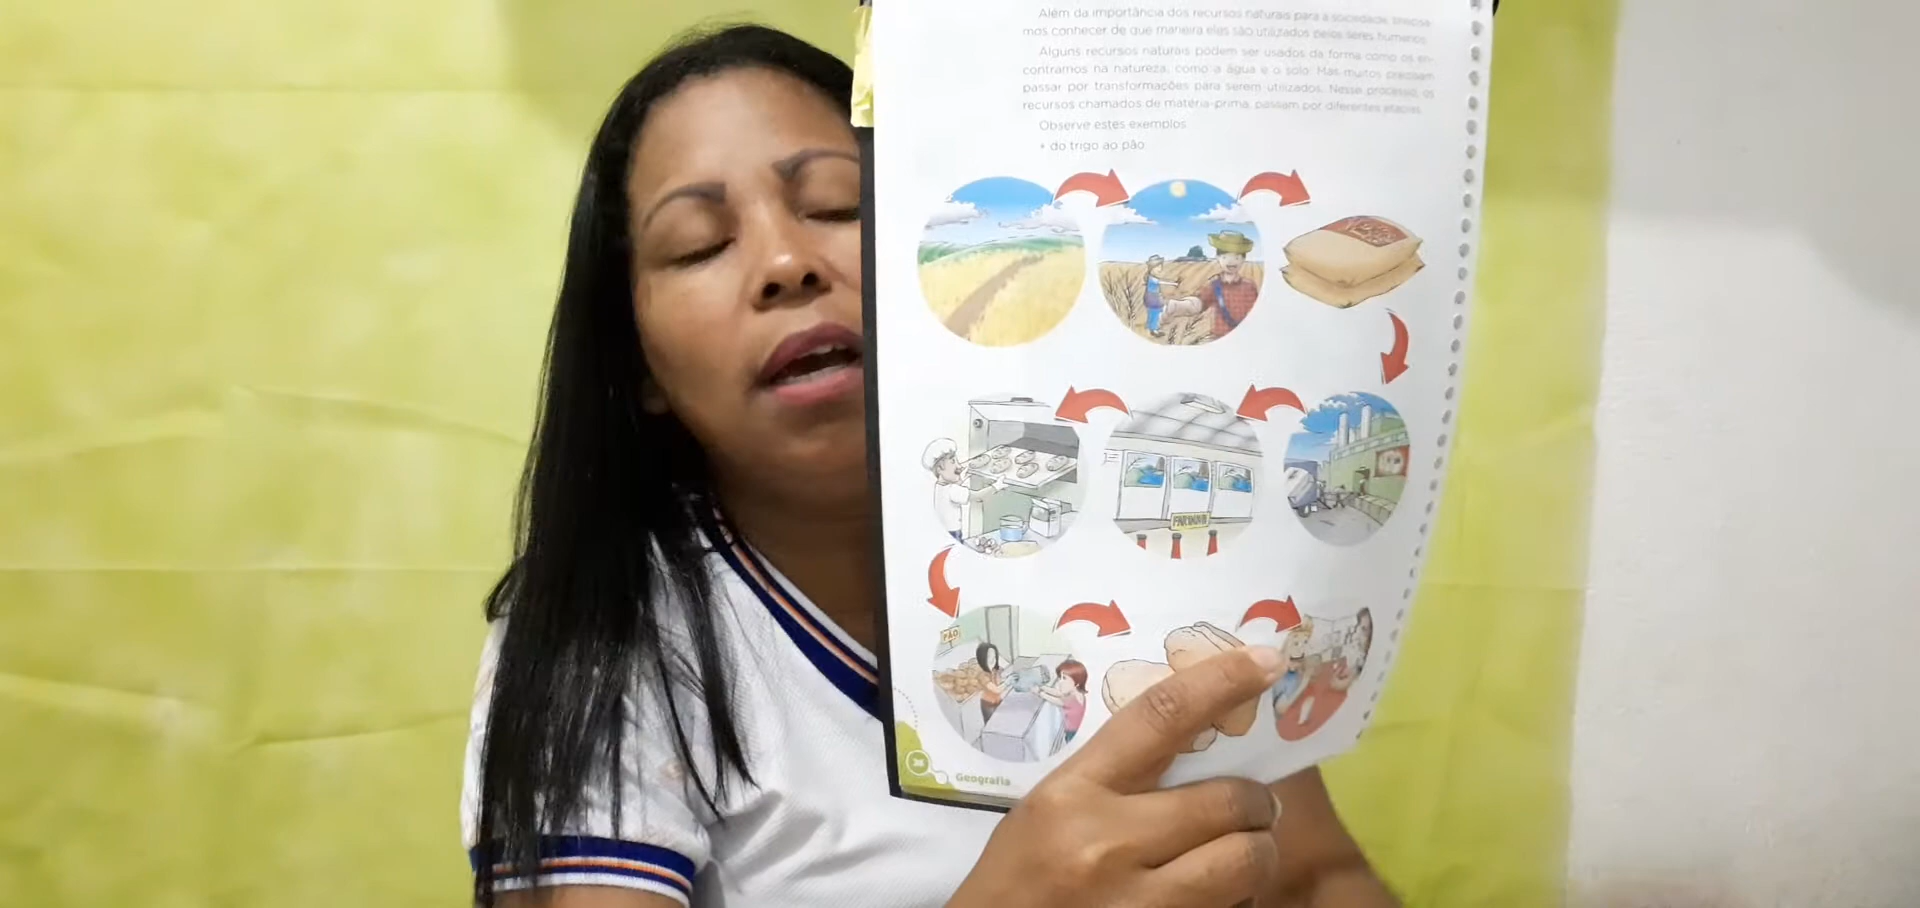 Além da importância dos recursos naturais para a sociedade, precisa-
mos conhecer de que maneira eles são utilizados pelos seres humanos.
Alguns recursos naturais podem ser usados da forma como os en-
contramos na natureza, como a água e o solo. Mas muitos precisam
passar por transformações para serem utilizados. Nesse processo, os
recursos chamados de matéria-prima, passam por diferentes etapas.
Observe estes exemplos:
• do trigo ao pão
FARINHA
PÃO
Geografia